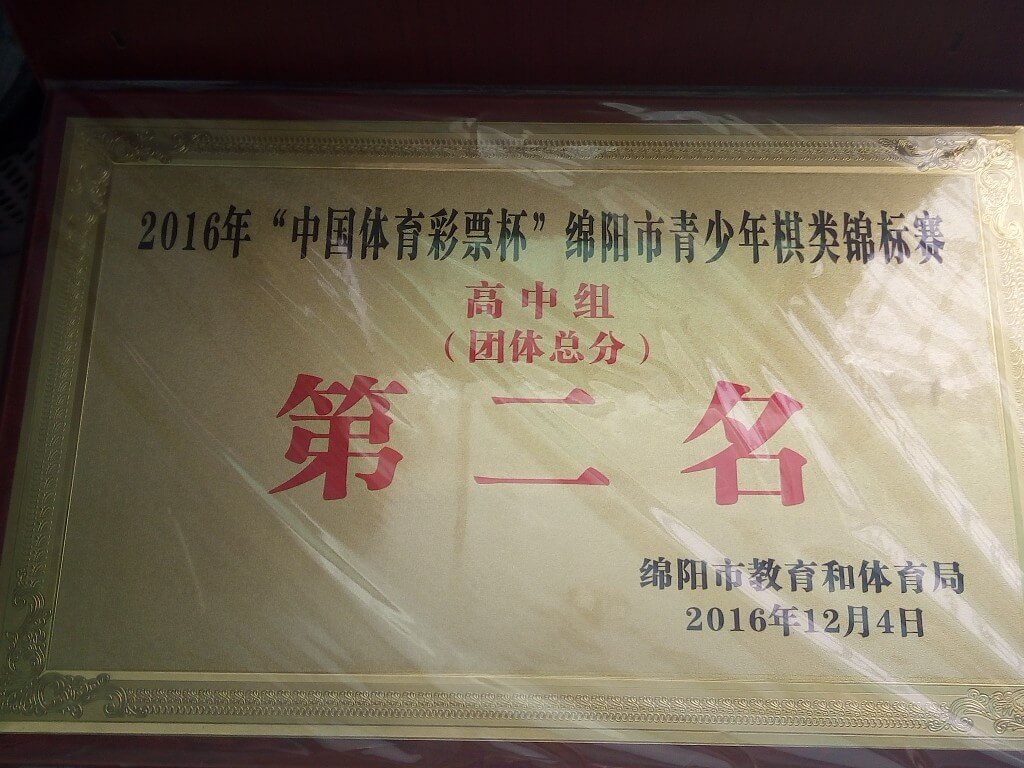 2016年“中国体育彩票杯”绵阳市青少年棋类锦标赛
高中组
（团体总分）
第二名
绵阳市教育和体育局
2016年12月4日